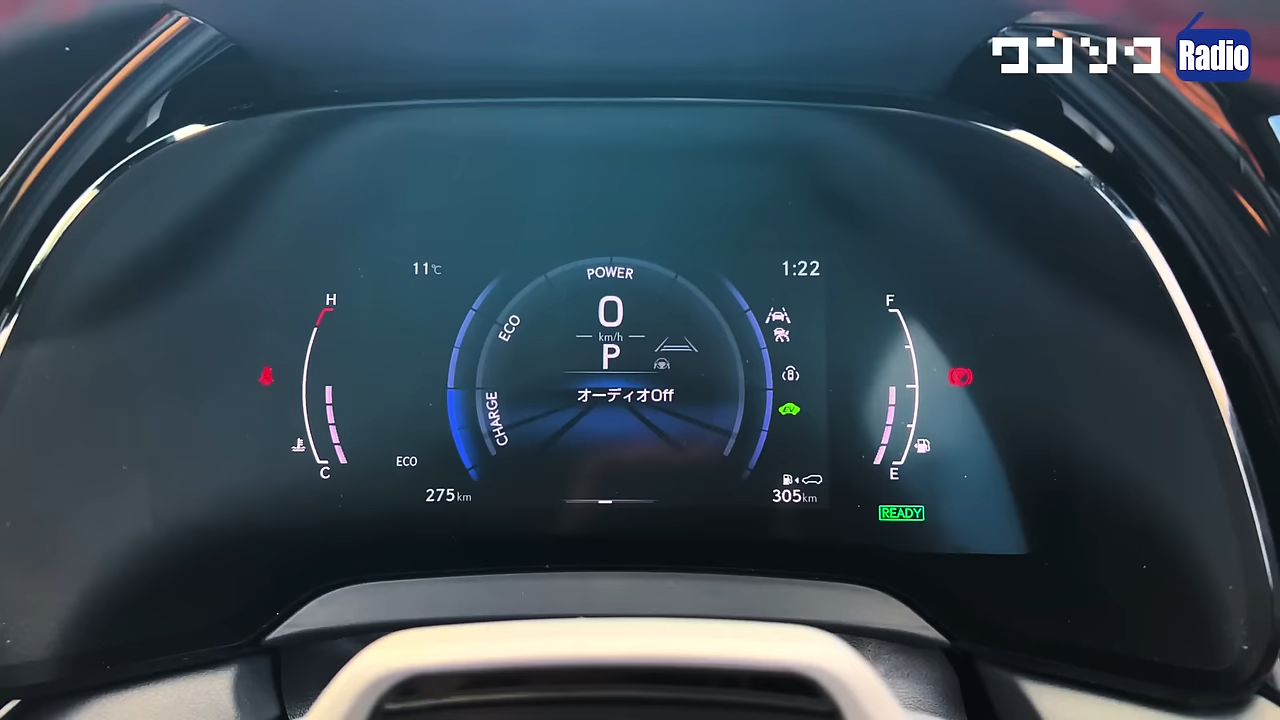 ワンソク Radio
11℃
1:22
POWER
ECO
CHARGE
0
km/h
P
オーディオOff
H
C
F
E
EV
ECO
275km
305km
READY